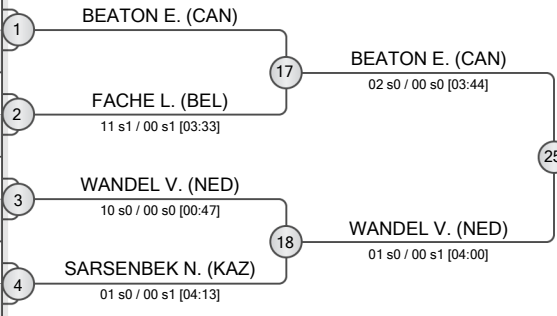 1
BEATON E. (CAN)
17
BEATON E. (CAN)
02 s0 / 00 s0 [03:44]
2
FACHE L. (BEL)
11 s1 / 00 s1 [03:33]
25
3
WANDEL V. (NED)
10 s0 / 00 s0 [00:47]
18
WANDEL V. (NED)
01 s0 / 00 s1 [04:00]
4
SARSENBEK N. (KAZ)
01 s0 / 00 s1 [04:13]